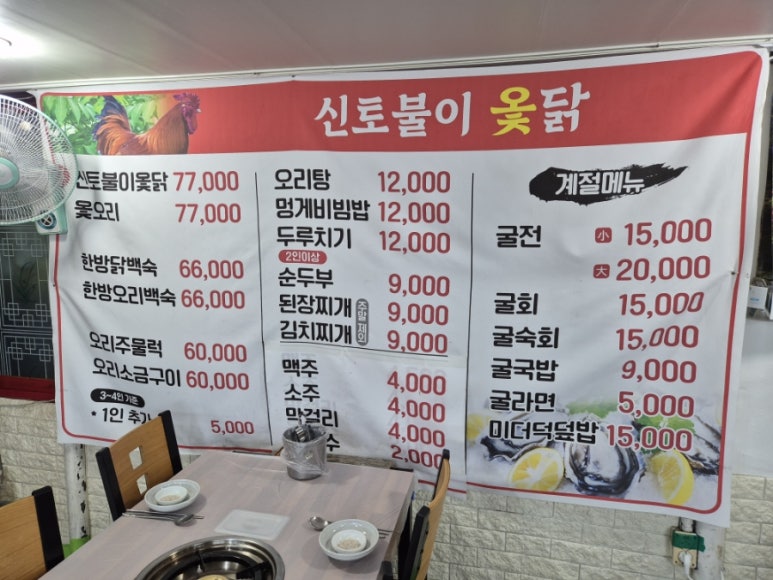 신토불이 옻닭
신토불이옻닭 77,000
옻오리 77,000
한방닭백숙 66,000
한방오리백숙 66,000
오리주물럭 60,000
오리소금구이 60,000
3~4인 기준
* 1인 추가 5,000
오리탕 12,000
멍게비빔밥 12,000
두루치기 12,000
2인이상
순두부 9,000
된장찌개 9,000
김치찌개 9,000
주말 제외
맥주 4,000
소주 4,000
막걸리 4,000
수 2,000
계절메뉴
굴전 小 15,000
大 20,000
굴회 15,000
굴숙회 15,000
굴국밥 9,000
굴라면 5,000
미더덕덮밥 15,000